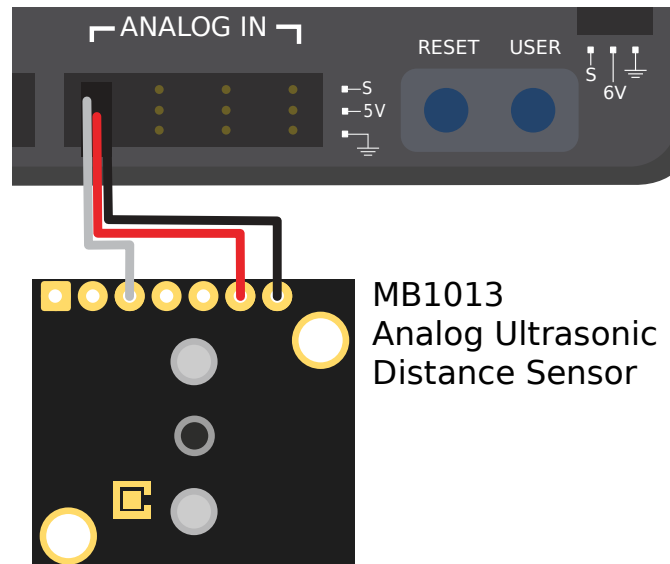 ANALOG IN
RESET USER
S
5V
S
6V
MB1013
Analog Ultrasonic
Distance Sensor